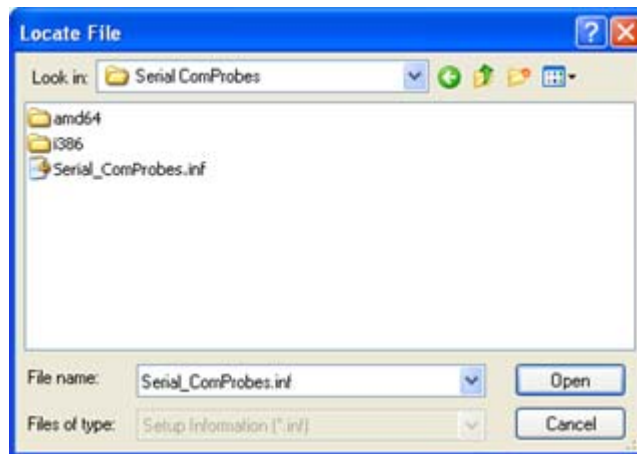 Locate File
Look in: Serial ComProbes
amd64
i386
Serial_ComProbes.inf
File name: Serial_ComProbes.inf Open
Files of type: Setup Information (*.inf) Cancel